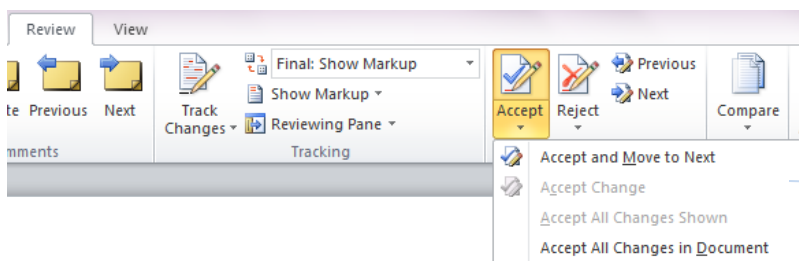 Review View
Final: Show Markup
Previous
Show Markup
Next
te Previous Next Track Changes Accept Reject Compare
Reviewing Pane
mments Tracking
Accept and Move to Next
Accept Change
Accept All Changes Shown
Accept All Changes in Document